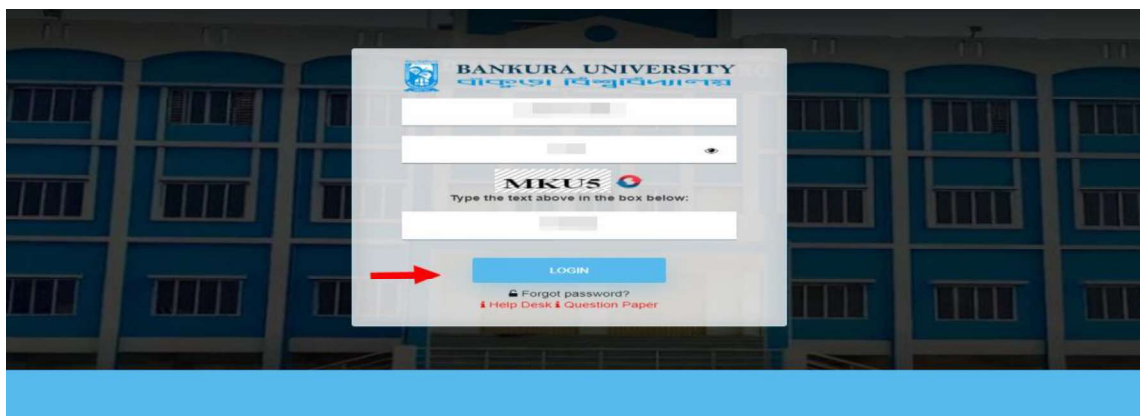 BANKURA UNIVERSITY
বাঁকুড়া বিশ্ববিদ্যালয়
MKU5
Type the text above in the box below:
LOGIN
Forgot password?
Help Desk Question Paper